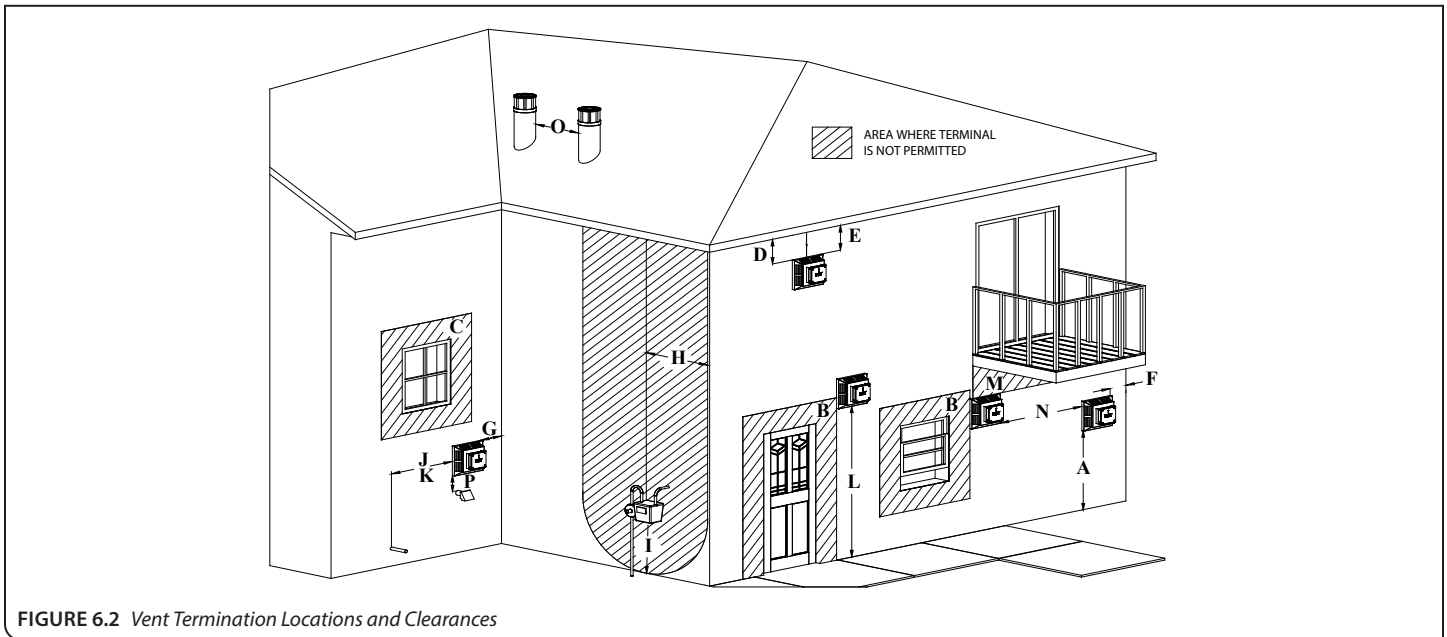 O
AREA WHERE TERMINAL
IS NOT PERMITTED
E
D
C
H
F
M
B
B
N
G
J
K
L
A
P
I
FIGURE 6.2 Vent Termination Locations and Clearances